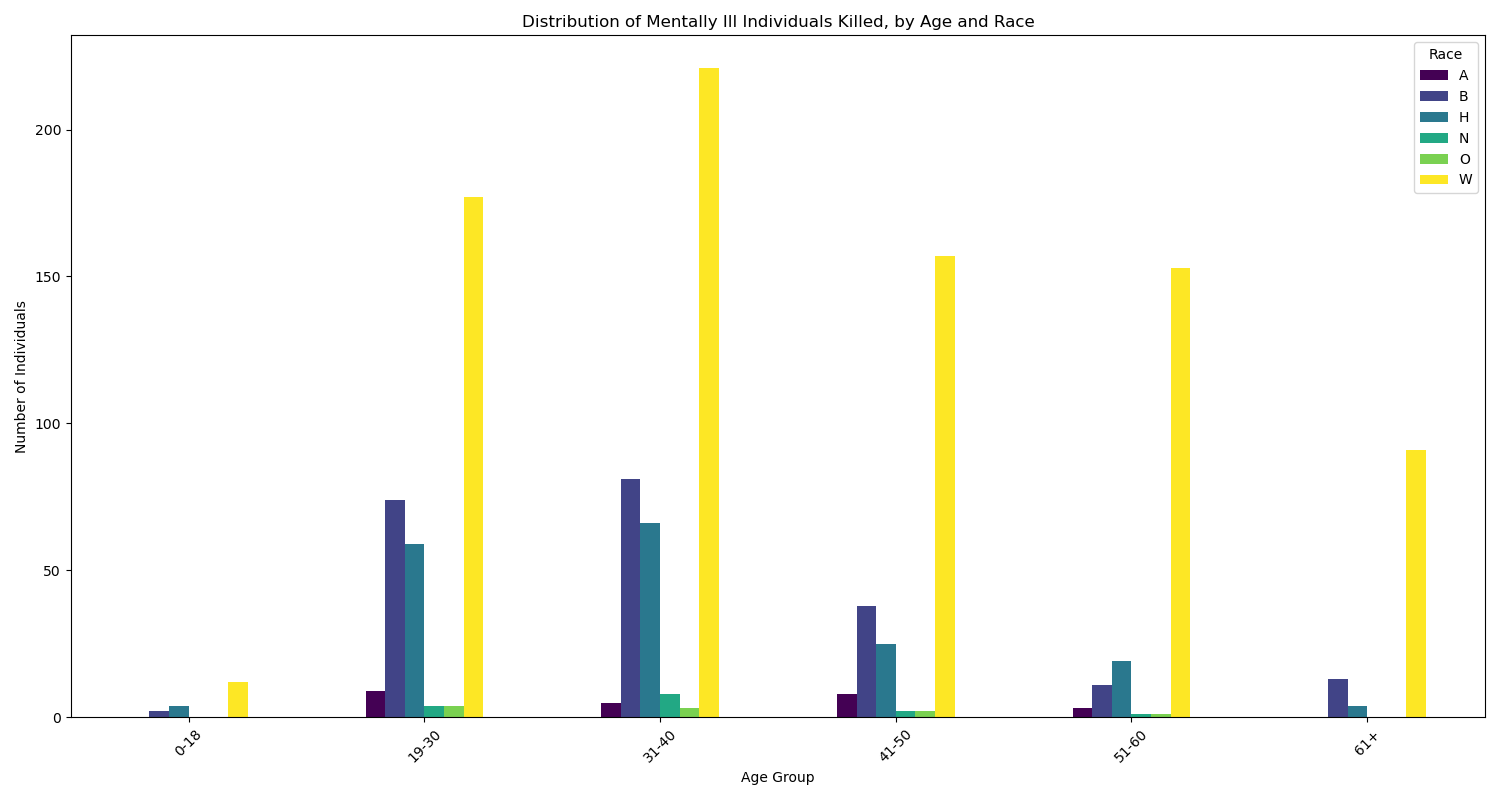 Distribution of Mentally Ill Individuals Killed, by Age and Race
Race
A
B
H
N
O
W
200
150
100
50
0
Number of Individuals
0-18
19-30
31-40
41-50
51-60
61+
Age Group